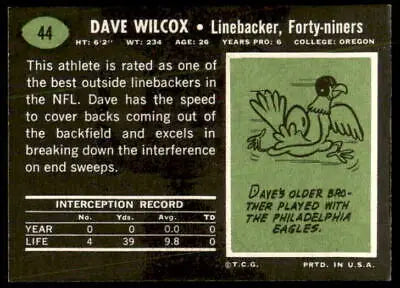 44
DAVE WILCOX • Linebacker, Forty-niners
HT: 6'2" WT: 234 AGE: 26 YEARS PRO: 6 COLLEGE: OREGON
This athlete is rated as one of
the best outside linebackers in
the NFL. Dave has the speed
to cover backs coming out of
the backfield and excels in
breaking down the interference
on end sweeps.
INTERCEPTION RECORD
No. Yds. Avg. TD
YEAR 0 0 0.0 0
LIFE 4 39 9.8 0
DAVE'S OLDER BRO-
THER PLAYED WITH
THE PHILADELPHIA
EAGLES.
©T.C.G. PRTD. IN U.S.A.